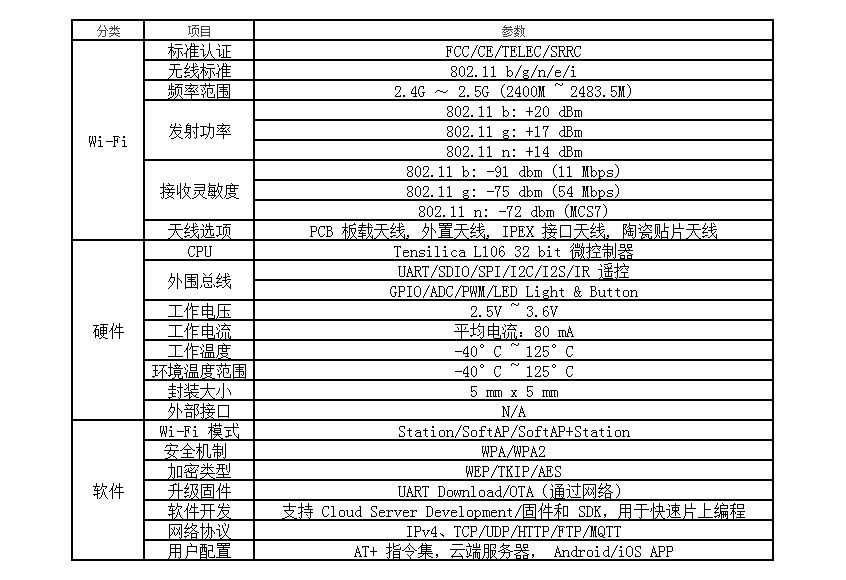 分类 项目 参数
Wi-Fi
标准认证 FCC/CE/TELEC/SRRC
无线标准 802.11 b/g/n/e/i
频率范围 2.4G ～ 2.5G (2400M ~ 2483.5M)
发射功率
802.11 b: +20 dBm
802.11 g: +17 dBm
802.11 n: +14 dBm
接收灵敏度
802.11 b: -91 dbm (11 Mbps)
802.11 g: -75 dbm (54 Mbps)
802.11 n: -72 dbm (MCS7)
天线选项 PCB 板载天线, 外置天线, IPEX 接口天线, 陶瓷贴片天线
硬件
CPU Tensilica L106 32 bit 微控制器
外围总线
UART/SDIO/SPI/I2C/I2S/IR 遥控
GPIO/ADC/PWM/LED Light & Button
工作电压 2.5V ~ 3.6V
工作电流 平均电流：80 mA
工作温度 -40° C ~ 125° C
环境温度范围 -40° C ~ 125° C
封装大小 5 mm x 5 mm
外部接口 N/A
软件
Wi-Fi 模式 Station/SoftAP/SoftAP+Station
安全机制 WPA/WPA2
加密类型 WEP/TKIP/AES
升级固件 UART Download/OTA（通过网络）
软件开发 支持 Cloud Server Development/固件和 SDK，用于快速片上编程
网络协议 IPv4、TCP/UDP/HTTP/FTP/MQTT
用户配置 AT+ 指令集，云端服务器， Android/iOS APP